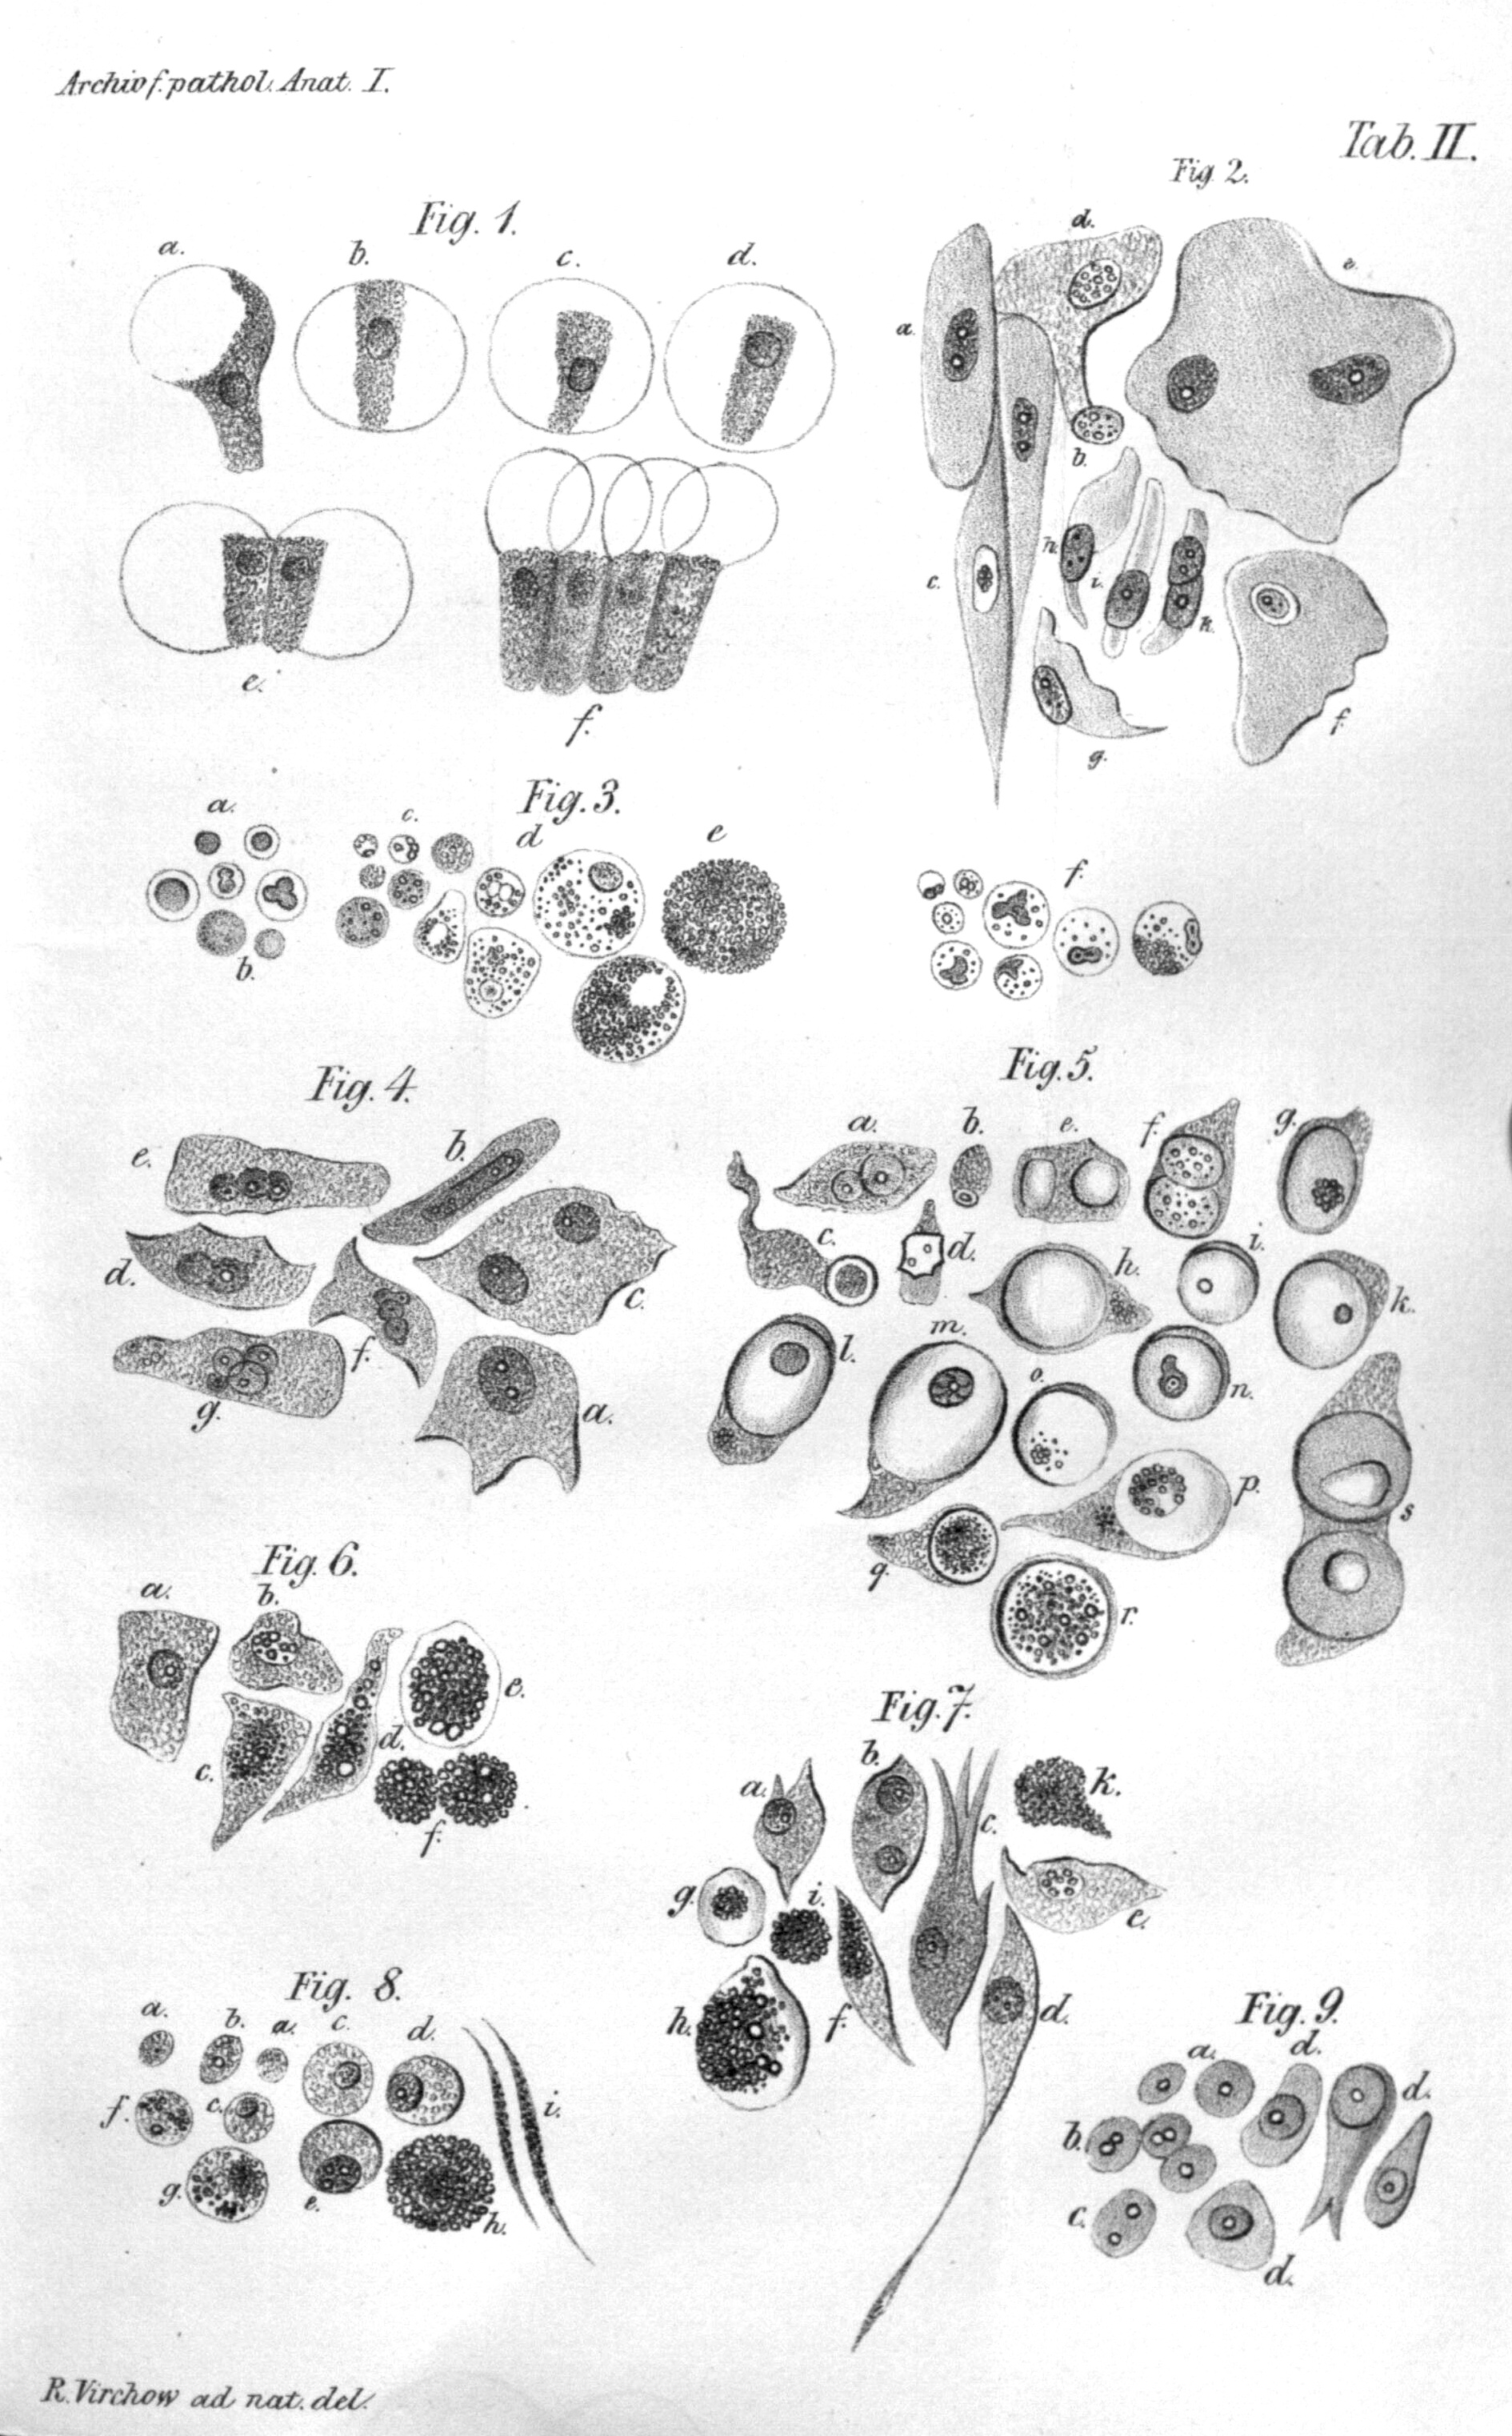 Archiv f. pathol. Anat. I.
Tab. II.
Fig. 1.
a. b. c. d.
e.
f.
Fig 2.
d.
e.
a.
b.
h.
i.
c.
k.
f.
g.
Fig. 3.
a. c. d e
b.
f.
Fig. 4.
e. b.
d. c.
f.
g. a.
Fig. 5.
a. b. e. f. g.
c. d. h. i.
k.
l. m. n.
o.
p. s
q.
r.
Fig. 6.
a. b.
e.
c. d.
f.
Fig. 7.
a. b. c. k.
g. i. e.
h. f. d.
Fig. 8.
a. b. a. c. d.
f. c. i.
g. e. h.
Fig. 9.
a. d.
d.
b.
c.
d.
R. Virchow ad nat. del.